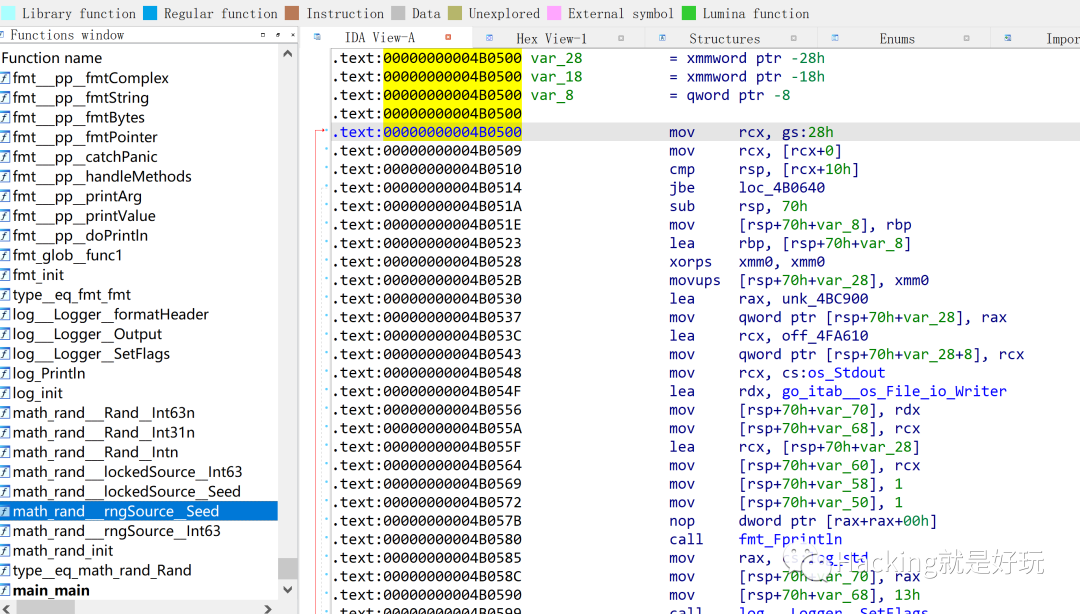 Library function Regular function Instruction Data Unexplored External symbol Lumina function
Functions window
IDA View-A Hex View-1 Structures Enums Impor
Function name
fmt__pp__fmtComplex
fmt__pp__fmtString
fmt__pp__fmtBytes
fmt__pp__fmtPointer
fmt__pp__catchPanic
fmt__pp__handleMethods
fmt__pp__printArg
fmt__pp__printValue
fmt__pp__doPrintln
fmt_glob__func1
fmt_init
type__eq_fmt_fmt
log__Logger__formatHeader
log__Logger__Output
log__Logger__SetFlags
log_Println
log_init
math_rand__Rand__Int63n
math_rand__Rand__Int31n
math_rand__Rand__Intn
math_rand__lockedSource__Int63
math_rand__lockedSource__Seed
math_rand__rngSource__Seed
math_rand__rngSource__Int63
math_rand_init
type__eq_math_rand_Rand
main_main
.text:00000000004B0500 var_28 = xmmword ptr -28h
.text:00000000004B0500 var_18 = xmmword ptr -18h
.text:00000000004B0500 var_8 = qword ptr -8
.text:00000000004B0500
.text:00000000004B0500 mov rcx, gs:28h
.text:00000000004B0509 mov rcx, [rcx+0]
.text:00000000004B0510 cmp rsp, [rcx+10h]
.text:00000000004B0514 jbe loc_4B0640
.text:00000000004B051A sub rsp, 70h
.text:00000000004B051E mov [rsp+70h+var_8], rbp
.text:00000000004B0523 lea rbp, [rsp+70h+var_8]
.text:00000000004B0528 xorps xmm0, xmm0
.text:00000000004B052B movups [rsp+70h+var_28], xmm0
.text:00000000004B0530 lea rax, unk_4BC900
.text:00000000004B0537 mov qword ptr [rsp+70h+var_28], rax
.text:00000000004B053C lea rcx, off_4FA610
.text:00000000004B0543 mov qword ptr [rsp+70h+var_28+8], rcx
.text:00000000004B0548 mov rcx, cs:os_Stdout
.text:00000000004B054F lea rdx, go_itab__os_File_io_Writer
.text:00000000004B0556 mov [rsp+70h+var_70], rdx
.text:00000000004B055A mov [rsp+70h+var_68], rcx
.text:00000000004B055F lea rcx, [rsp+70h+var_28]
.text:00000000004B0564 mov [rsp+70h+var_60], rcx
.text:00000000004B0569 mov [rsp+70h+var_58], 1
.text:00000000004B0572 mov [rsp+70h+var_50], 1
.text:00000000004B057B nop dword ptr [rax+rax+00h]
.text:00000000004B0580 call fmt_Fprintln
.text:00000000004B0585 mov rax, cs:log_std
.text:00000000004B058C mov [rsp+70h+var_70], rax
.text:00000000004B0590 mov [rsp+70h+var_68], 13h
.text:00000000004B0599 call log__Logger__SetFlags
Hacking就是好玩